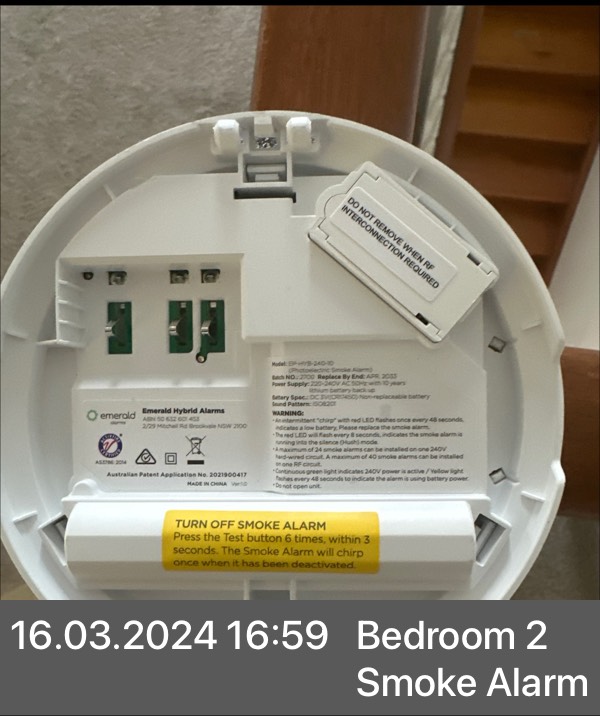 DO NOT REMOVE WHEN RF
INTERCONNECTION REQUIRED
Model: EP-HYB-240-10
(Photoelectric Smoke Alarm)
Batch NO.: 2700 Replace By End: APR. 2033
Power Supply: 220-240V AC 50Hz with 10 years
lithium battery back-up
Battery Spec.: DC 3V(CR17450) Non-replaceable battery
Sound Pattern: ISO8201
WARNING:
•An intermittent "chirp" with red LED flashes once every 48 seconds,
indicates a low battery. Please replace the smoke alarm.
•The red LED will flash every 8 seconds, indicates the smoke alarm is
running into the silence (Hush) mode.
•A maximum of 24 smoke alarms can be installed on one 240V
hard-wired circuit. A maximum of 40 smoke alarms can be installed
on one RF circuit.
•Continuous green light indicates 240V power is active / Yellow light
flashes every 48 seconds to indicate the alarm is using battery power.
•Do not open unit.
emerald
alarms
Emerald Hybrid Alarms
ABN 50 632 601 453
2/29 Mitchell Rd Brookvale NSW 2100
AS3786: 2014
Australian Patent Application No. 2021900417
MADE IN CHINA Ver1.0
TURN OFF SMOKE ALARM
Press the Test button 6 times, within 3
seconds. The Smoke Alarm will chirp
once when it has been deactivated.
16.03.2024 16:59 Bedroom 2
Smoke Alarm